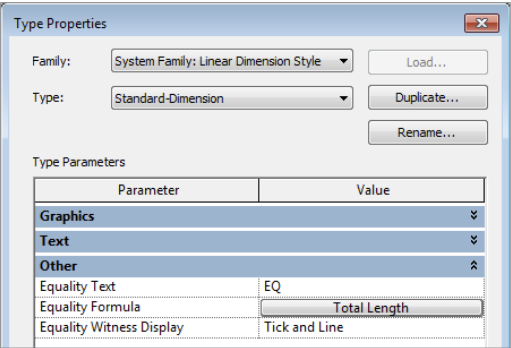 Type Properties
Family: System Family: Linear Dimension Style Load...
Type: Standard-Dimension Duplicate...
Rename...
Type Parameters
Parameter Value
Graphics
Text
Other
Equality Text EQ
Equality Formula Total Length
Equality Witness Display Tick and Line